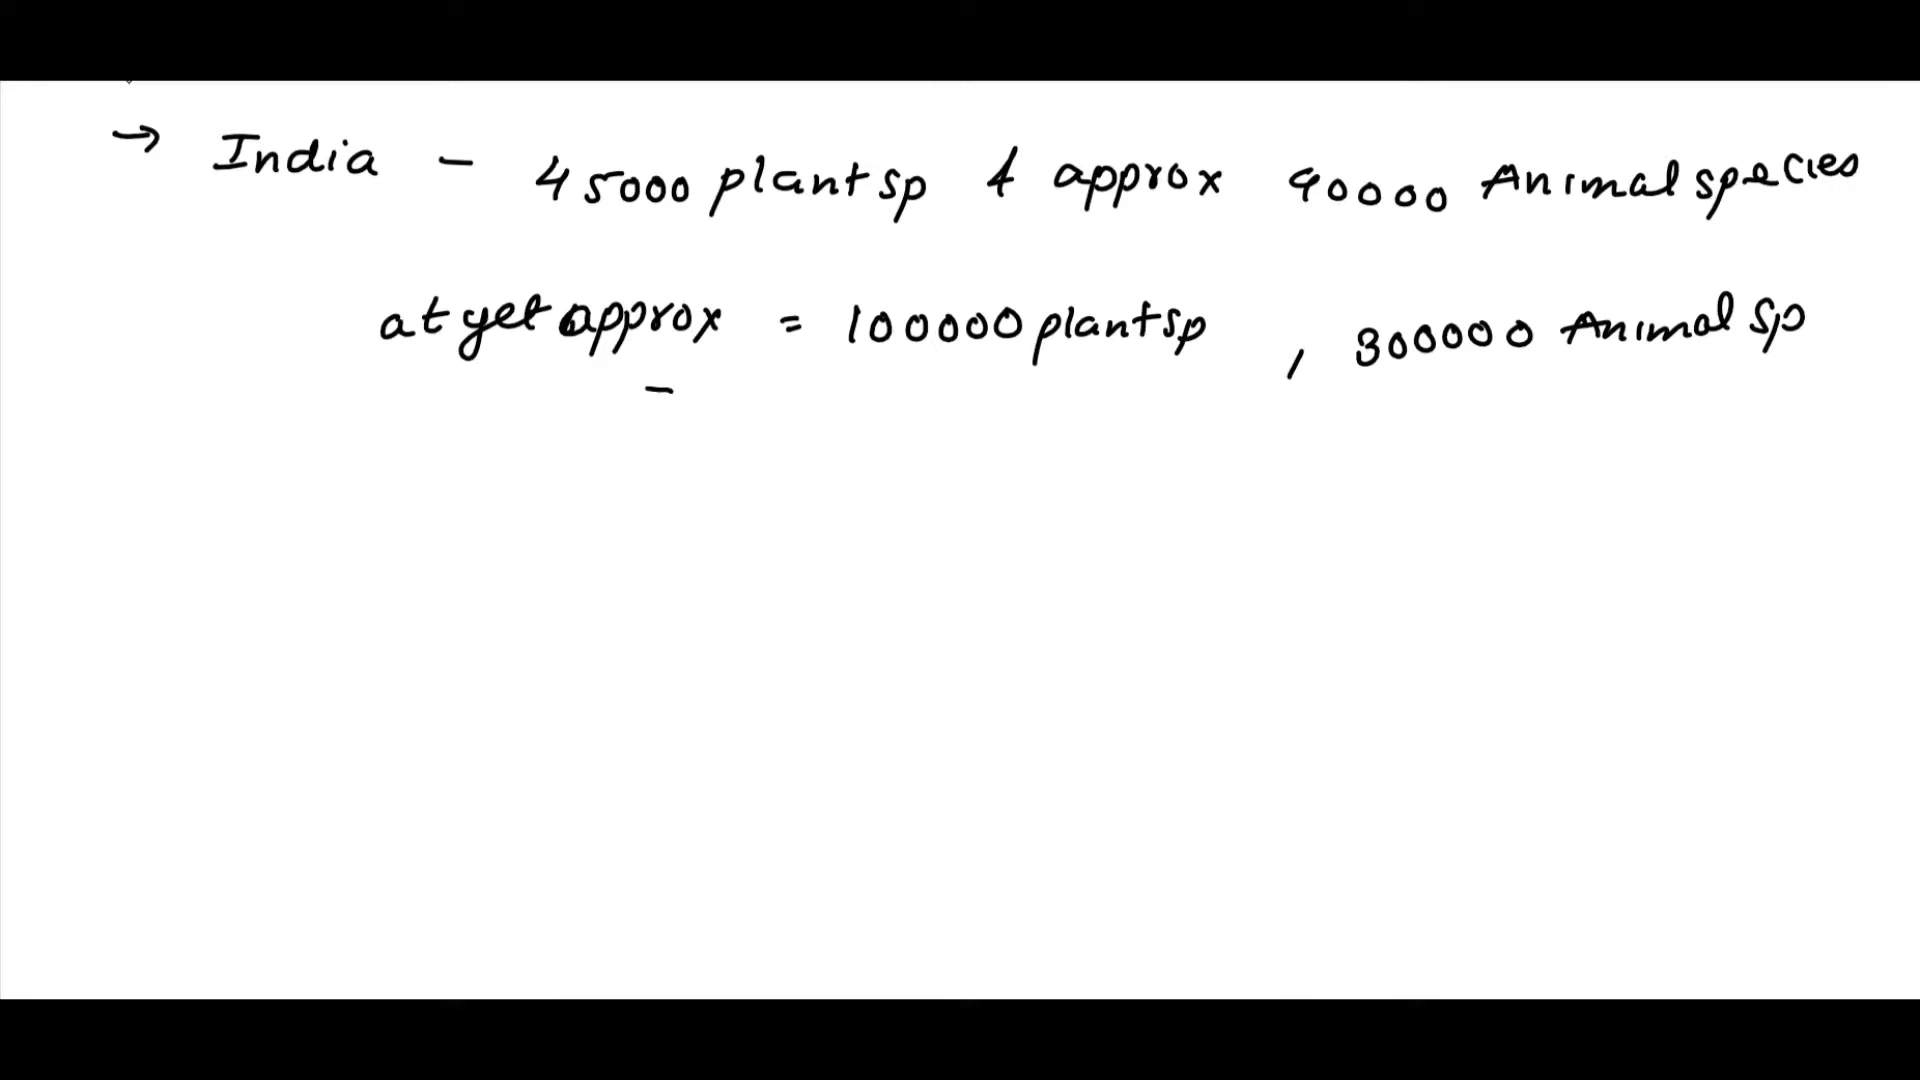 → India - 45000 plant sp & approx 90000 Animal species
at yet approx = 100000 plant sp , 300000 Animal sp
-